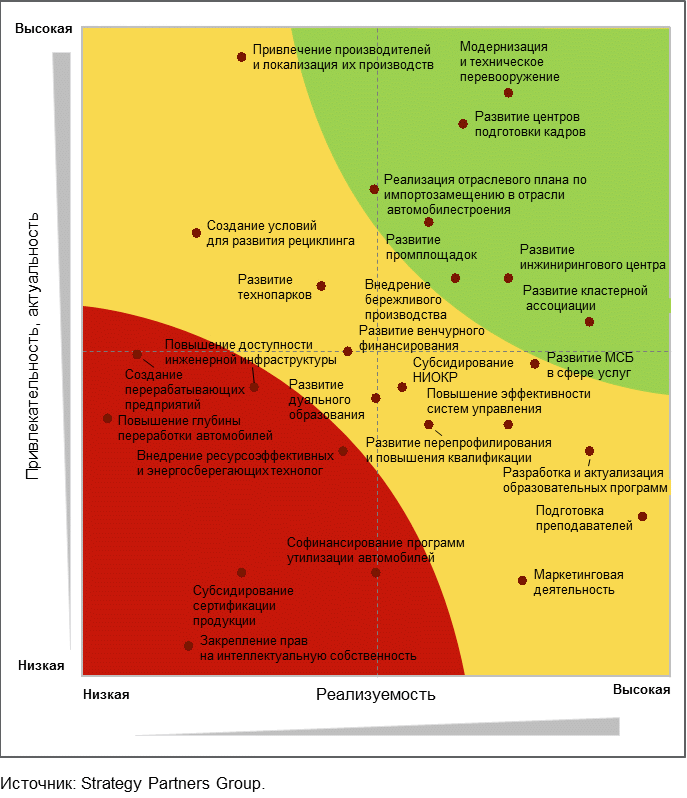 Высокая
Привлечение производителей
и локализация их производств
Модернизация
и техническое
перевооружение
Развитие центров
подготовки кадров
Реализация отраслевого плана по
импортозамещению в отрасли
автомобилестроения
Создание условий
для развития рециклинга
Развитие
промплощадок
Развитие
инжинирингового центра
Развитие
технопарков
Внедрение
бережливого
производства
Развитие кластерной
ассоциации
Развитие венчурного
финансирования
Повышение доступности
инженерной инфраструктуры
Развитие МСБ
в сфере услуг
Создание
перерабатывающих
предприятий
Субсидирование
НИОКР
Развитие
дуального
образования
Повышение эффективности
систем управления
Повышение глубины
переработки автомобилей
Развитие перепрофилирования
и повышения квалификации
Внедрение ресурсоэффективных
и энергосберегающих технолог
Разработка и актуализация
образовательных программ
Подготовка
преподавателей
Софинансирование программ
утилизации автомобилей
Маркетинговая
деятельность
Субсидирование
сертификации
продукции
Закрепление прав
на интеллектуальную собственность
Привлекательность, актуальность
Низкая
Низкая
Реализуемость
Высокая
Источник: Strategy Partners Group.